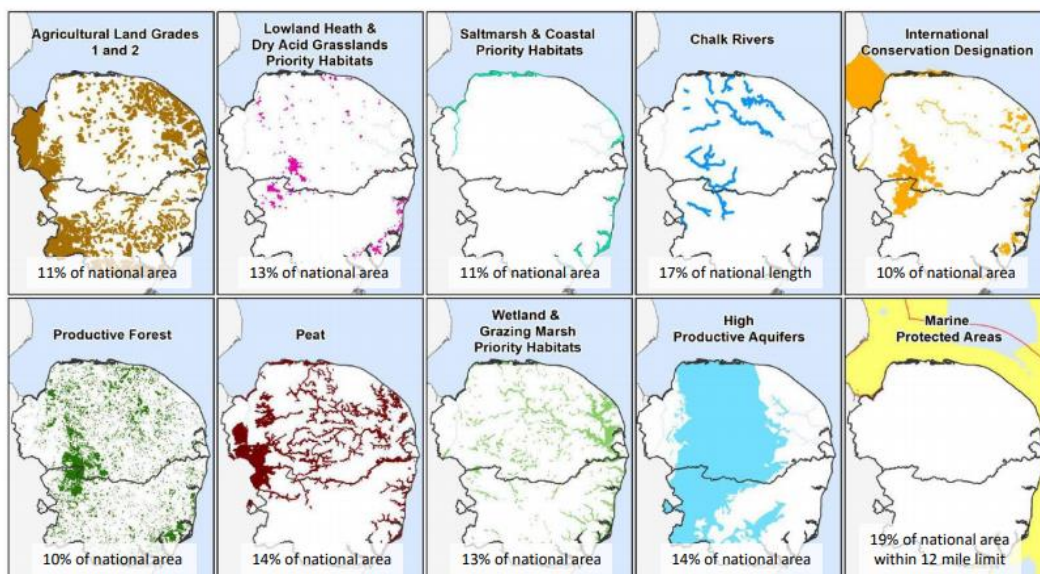 Agricultural Land Grades
1 and 2
11% of national area
Lowland Heath &
Dry Acid Grasslands
Priority Habitats
13% of national area
Saltmarsh & Coastal
Priority Habitats
11% of national area
Chalk Rivers
17% of national length
International
Conservation Designation
10% of national area
Productive Forest
10% of national area
Peat
14% of national area
Wetland &
Grazing Marsh
Priority Habitats
13% of national area
High
Productive Aquifers
14% of national area
Marine
Protected Areas
19% of national area
within 12 mile limit